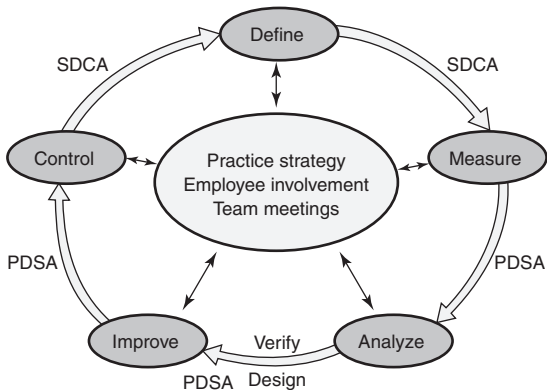 Define
SDCA
SDCA
Control
Practice strategy
Employee involvement
Team meetings
Measure
PDSA
PDSA
Improve
Verify
Analyze
PDSA
Design